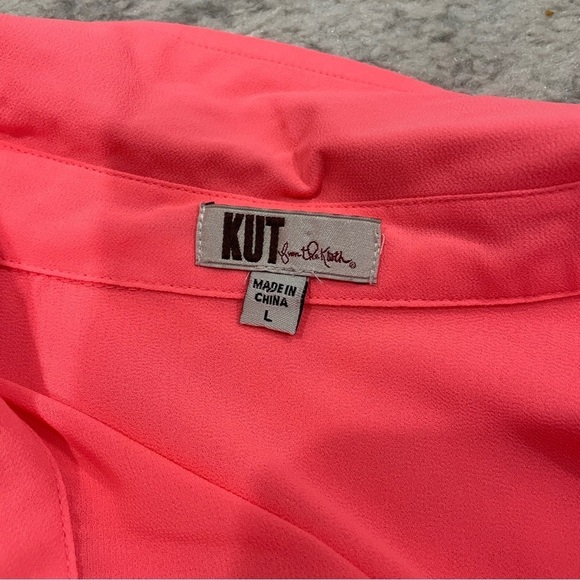 KUT from the Kloth®
MADE IN
CHINA
L